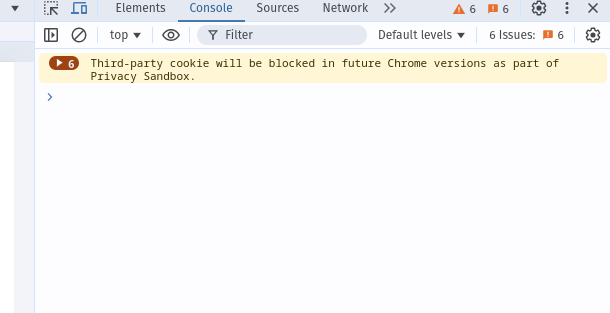 Elements Console Sources Network 6 6
top Filter Default levels 6 Issues: 6
6 Third-party cookie will be blocked in future Chrome versions as part of
Privacy Sandbox.